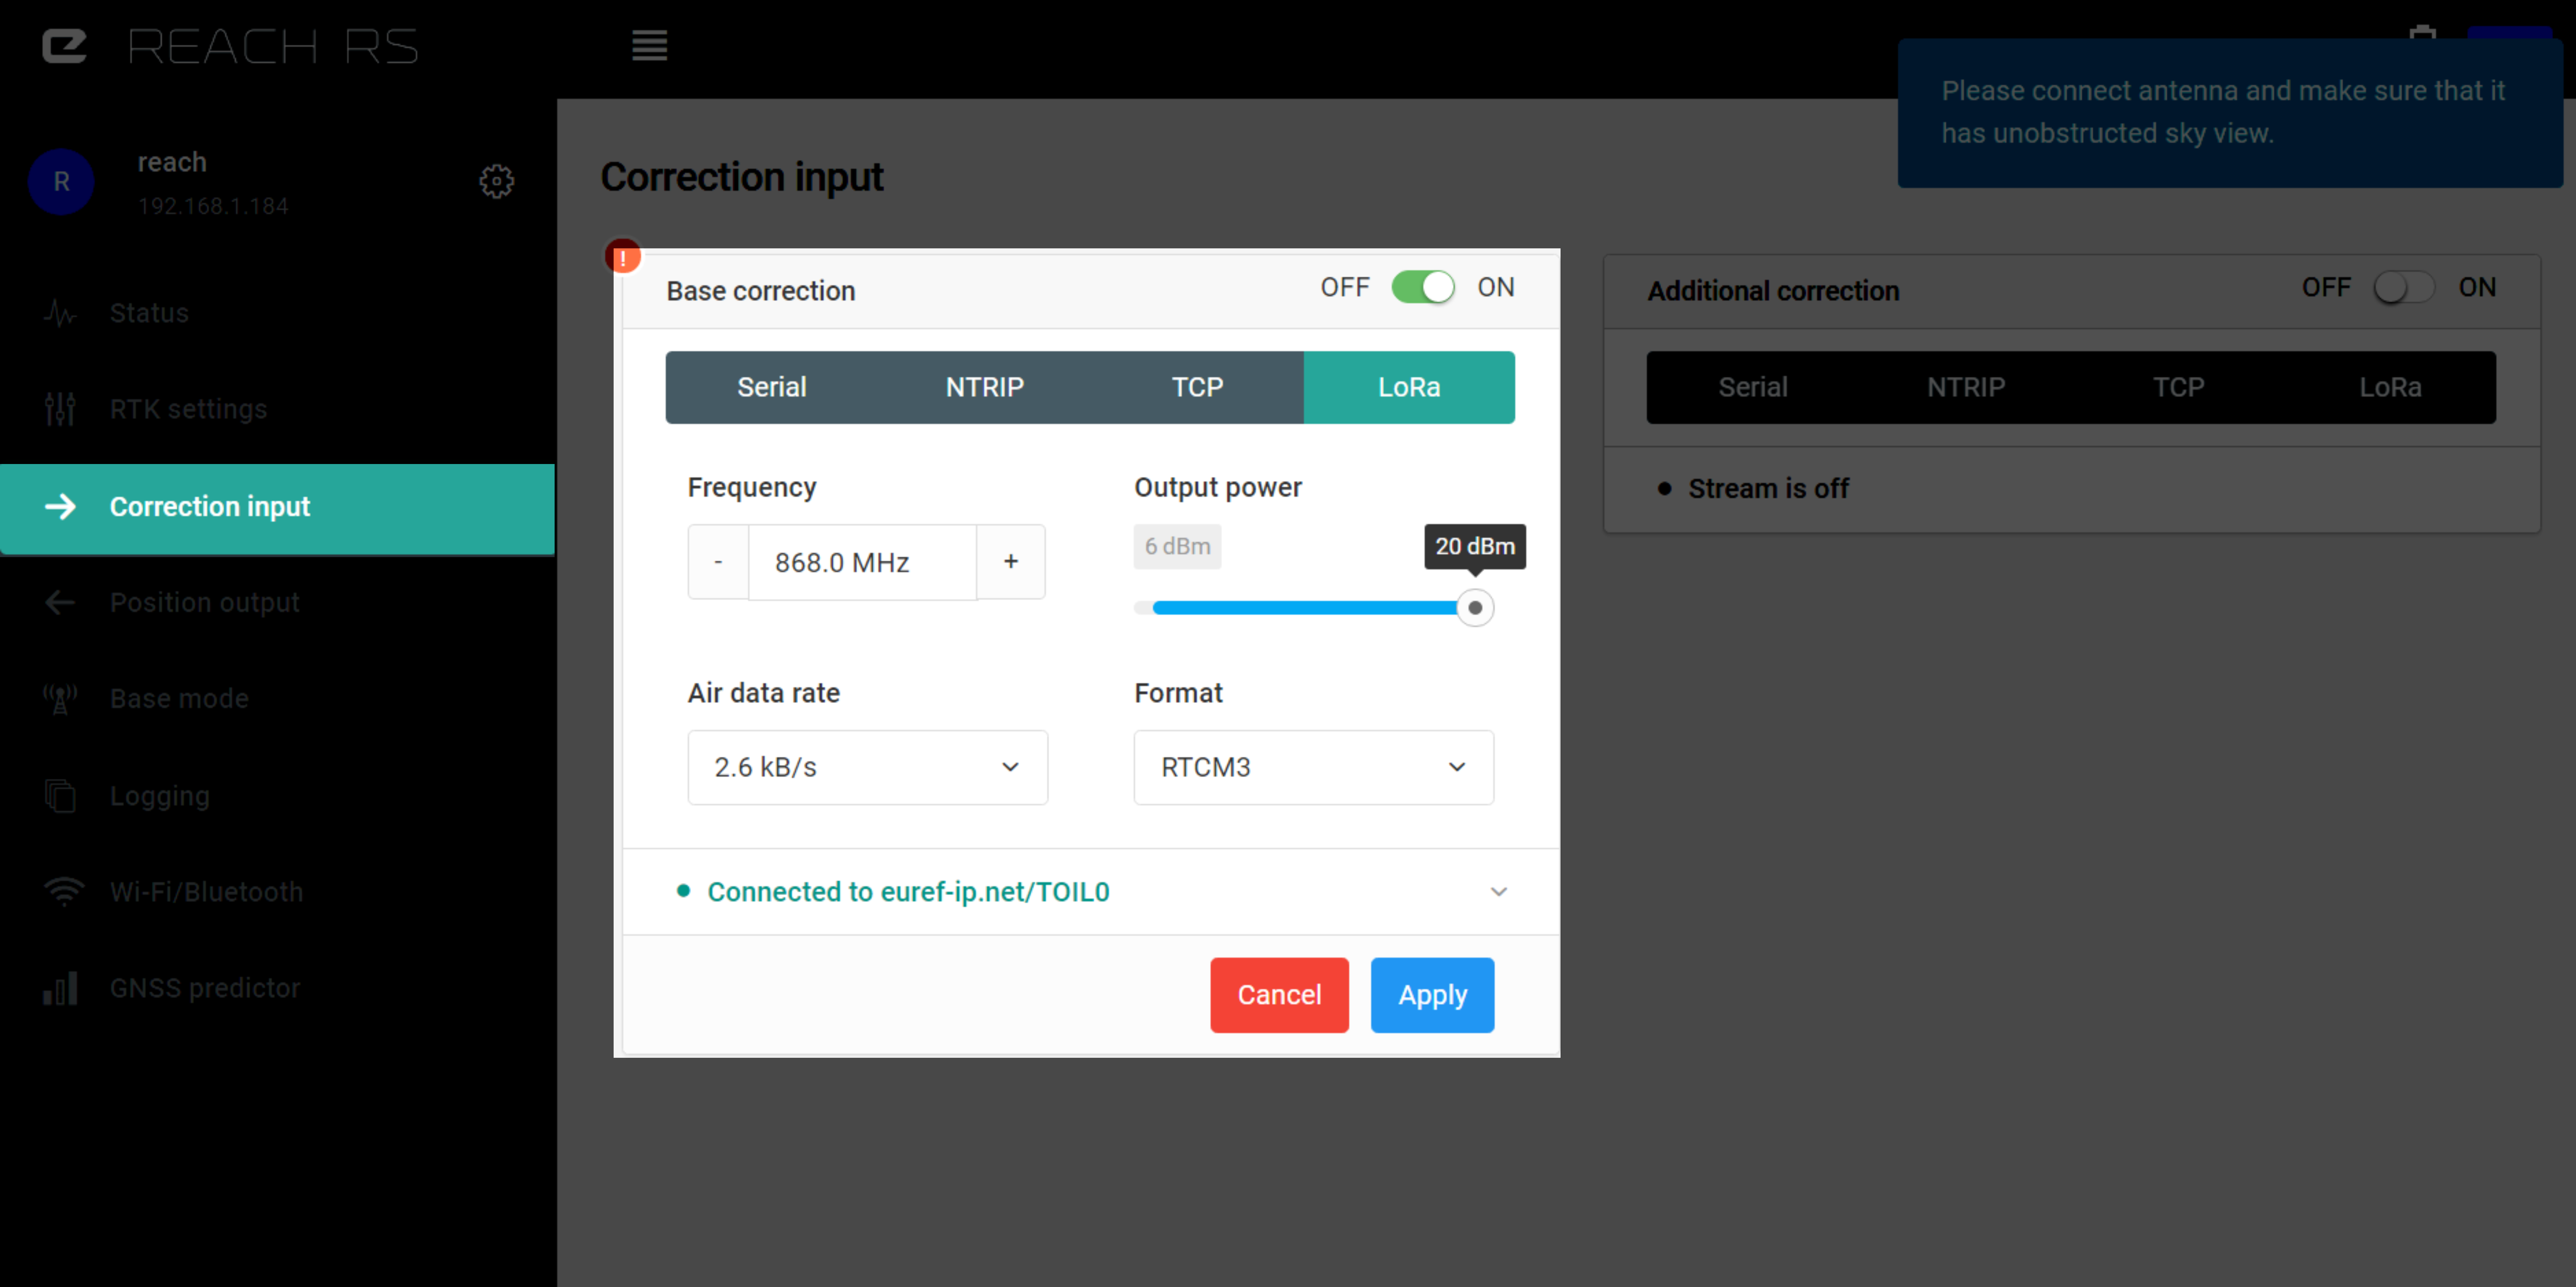 REACH RS
Please connect antenna and make sure that it
has unobstructed sky view.
R
reach
192.168.1.184
Status
RTK settings
Correction input
Position output
Base mode
Logging
Wi-Fi/Bluetooth
GNSS predictor
Correction input
!
Base correction
OFF ON
Serial NTRIP TCP LoRa
Frequency
- 868.0 MHz +
Output power
6 dBm 20 dBm
Air data rate
2.6 kB/s
Format
RTCM3
Connected to euref-ip.net/TOIL0
Cancel Apply
Additional correction
OFF ON
Serial NTRIP TCP LoRa
Stream is off